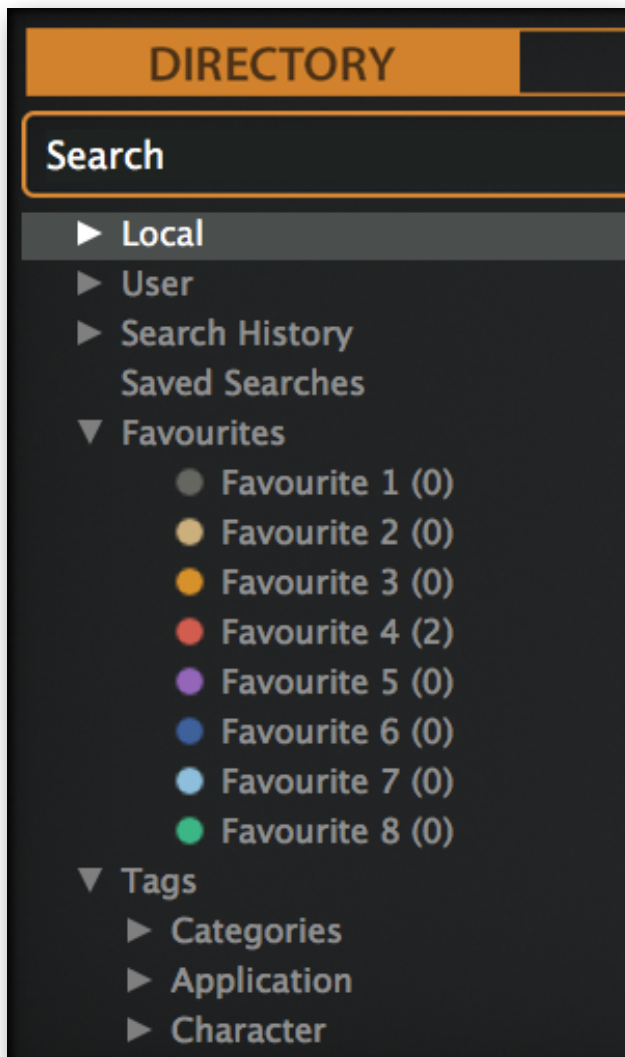 DIRECTORY
Search
Local
User
Search History
Saved Searches
Favourites
Favourite 1 (0)
Favourite 2 (0)
Favourite 3 (0)
Favourite 4 (2)
Favourite 5 (0)
Favourite 6 (0)
Favourite 7 (0)
Favourite 8 (0)
Tags
Categories
Application
Character